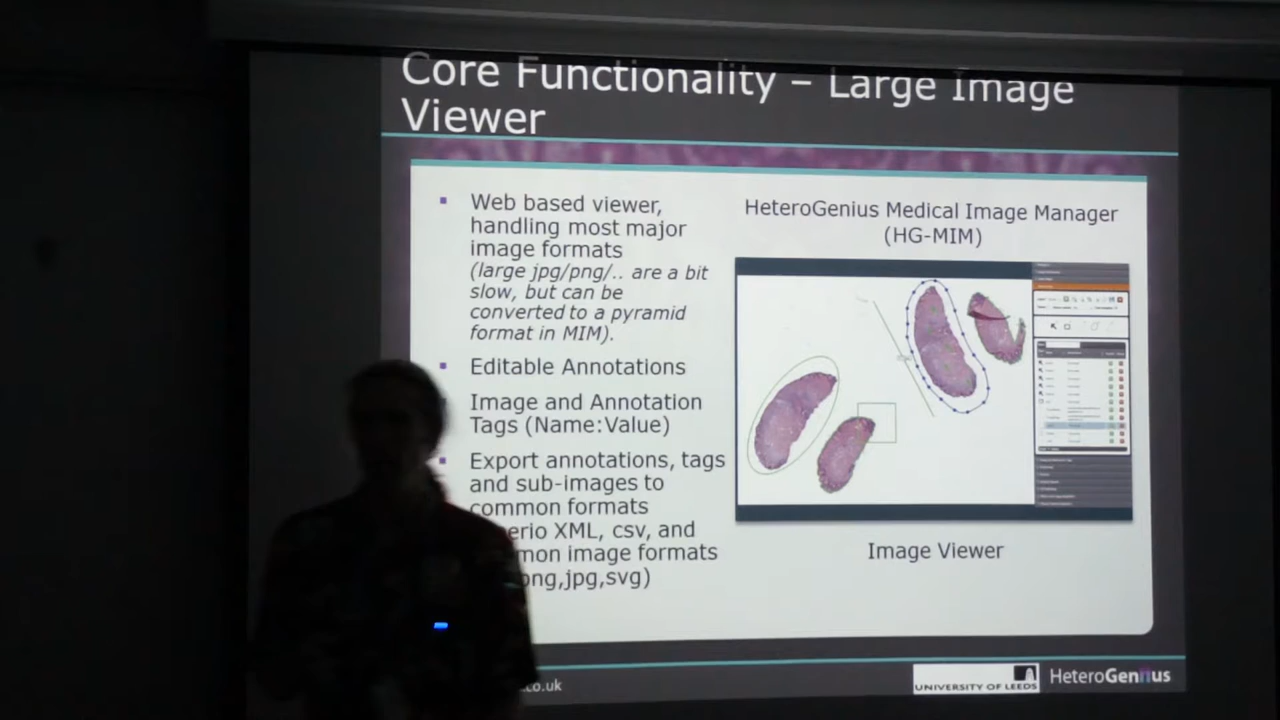 Core Functionality – Large Image
Viewer
Web based viewer,
handling most major
image formats
(large jpg/png/.. are a bit
slow, but can be
converted to a pyramid
format in MIM).
Editable Annotations
Image and Annotation
Tags (Name:Value)
Export annotations, tags
and sub-images to
common formats
erio XML, csv, and
mon image formats
png,jpg,svg)
HeteroGenius Medical Image Manager
(HG-MIM)
Image Viewer
.co.uk
UNIVERSITY OF LEEDS
HeteroGenius